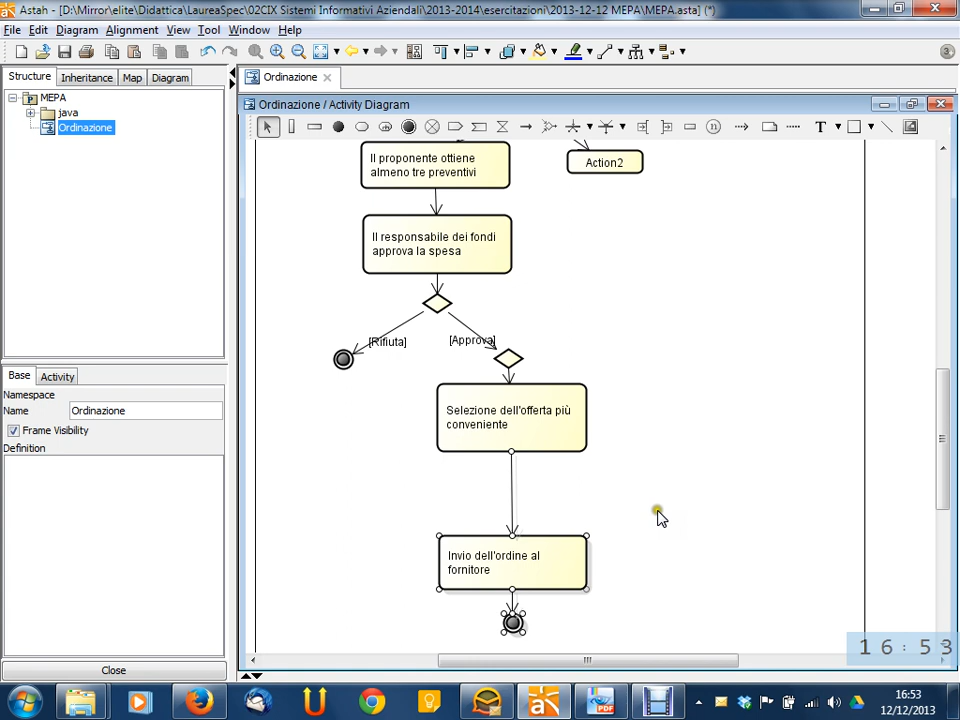 Astah - [D:\Mirror\elite\Didattica\LaureaSpec\02CIX Sistemi Informativi Aziendali\2013-2014\esercitazioni\2013-12-12 MEPA\MEPA.asta] (*)
File Edit Diagram Alignment View Tool Window Help
3
Structure Inheritance Map Diagram
MEPA
java
Ordinazione
Base Activity
Namespace
Name Ordinazione
Frame Visibility
Definition
Close
Ordinazione
Ordinazione / Activity Diagram
T
Il proponente ottiene
almeno tre preventivi
Action2
Il responsabile dei fondi
approva la spesa
[Rifiuta] [Approva]
Selezione dell'offerta più
conveniente
Invio dell'ordine al
fornitore
16:53
PDF
16:53
12/12/2013